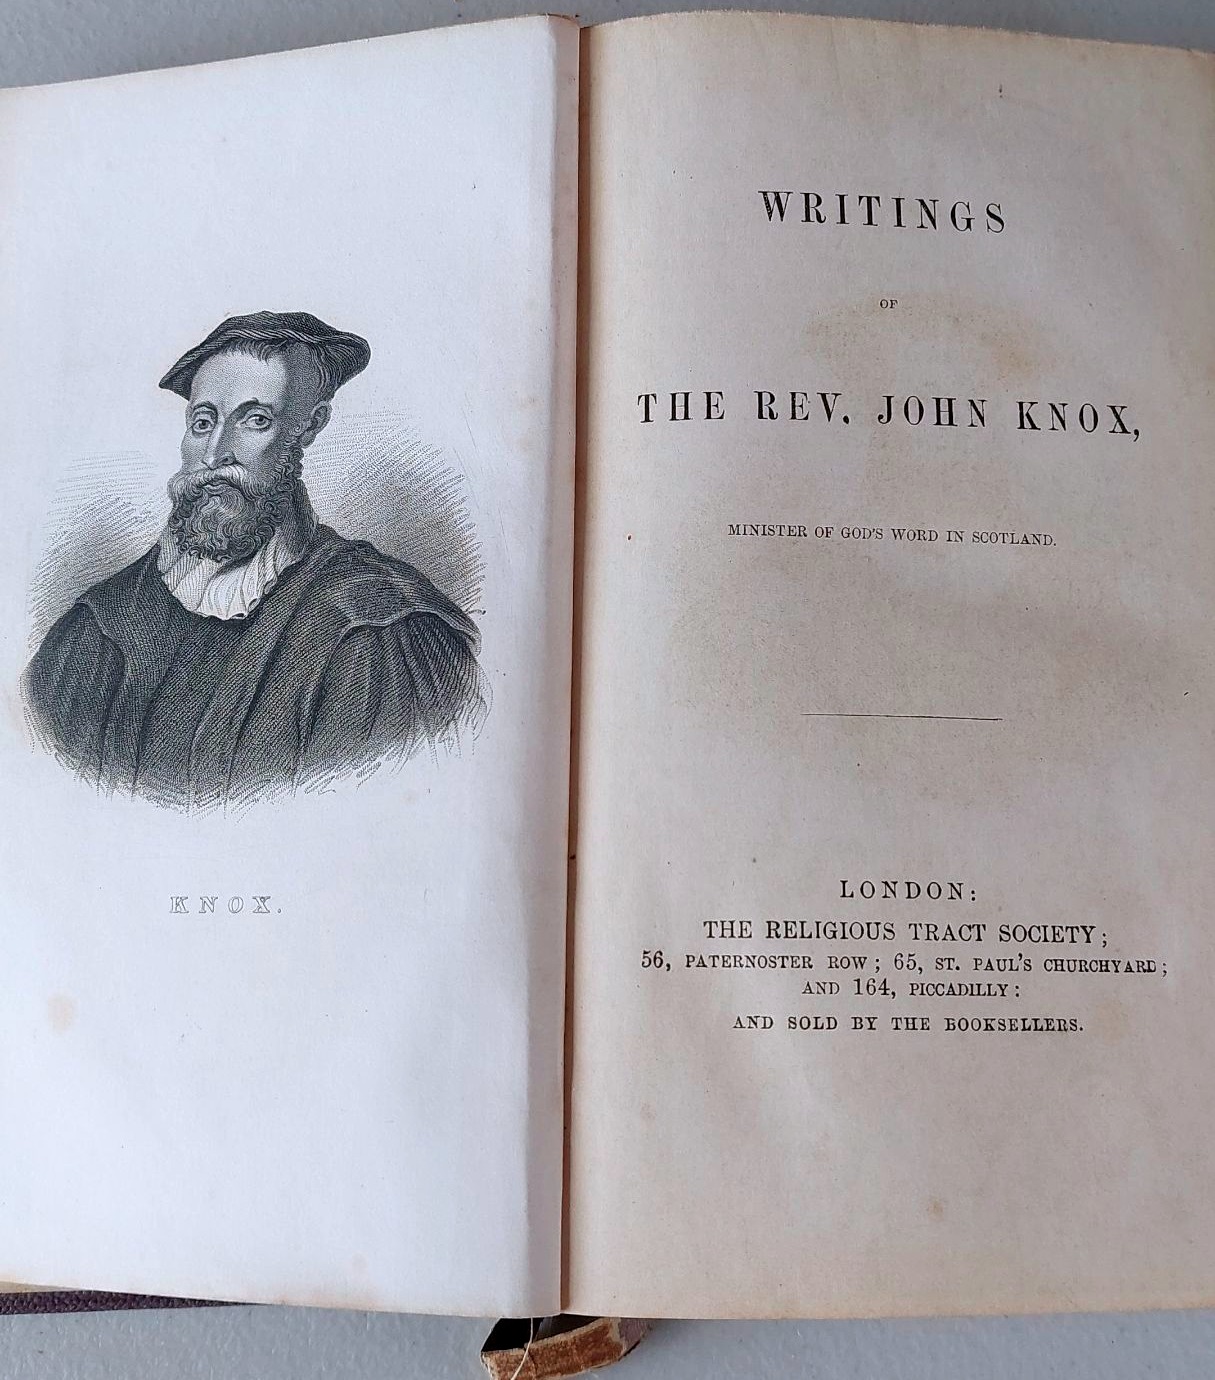 KNOX.
WRITINGS
OF
THE REV. JOHN KNOX,
MINISTER OF GOD'S WORD IN SCOTLAND.
LONDON:
THE RELIGIOUS TRACT SOCIETY;
56, PATERNOSTER ROW; 65, ST. PAUL'S CHURCHYARD;
AND 164, PICCADILLY:
AND SOLD BY THE BOOKSELLERS.